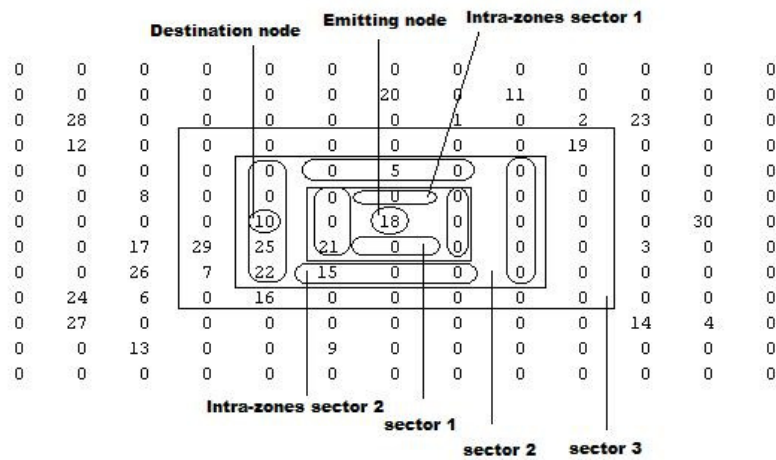 Destination node Emitting node Intra-zones sector 1
0 0 0 0 0 0 0 0 0 0 0 0 0
0 0 0 0 0 0 20 0 11 0 0 0 0
0 28 0 0 0 0 0 1 0 2 23 0 0
0 12 0 0 0 0 0 0 0 19 0 0 0
0 0 0 0 0 0 5 0 0 0 0 0 0
0 0 8 0 0 0 0 0 0 0 0 0 0
0 0 0 0 10 0 18 0 0 0 0 30 0
0 0 17 29 25 21 0 0 0 0 3 0 0
0 0 26 7 22 15 0 0 0 0 0 0 0
0 24 6 0 16 0 0 0 0 0 0 0 0
0 27 0 0 0 0 0 0 0 0 14 4 0
0 0 13 0 0 9 0 0 0 0 0 0 0
0 0 0 0 0 0 0 0 0 0 0 0 0
Intra-zones sector 2
sector 1
sector 2 sector 3